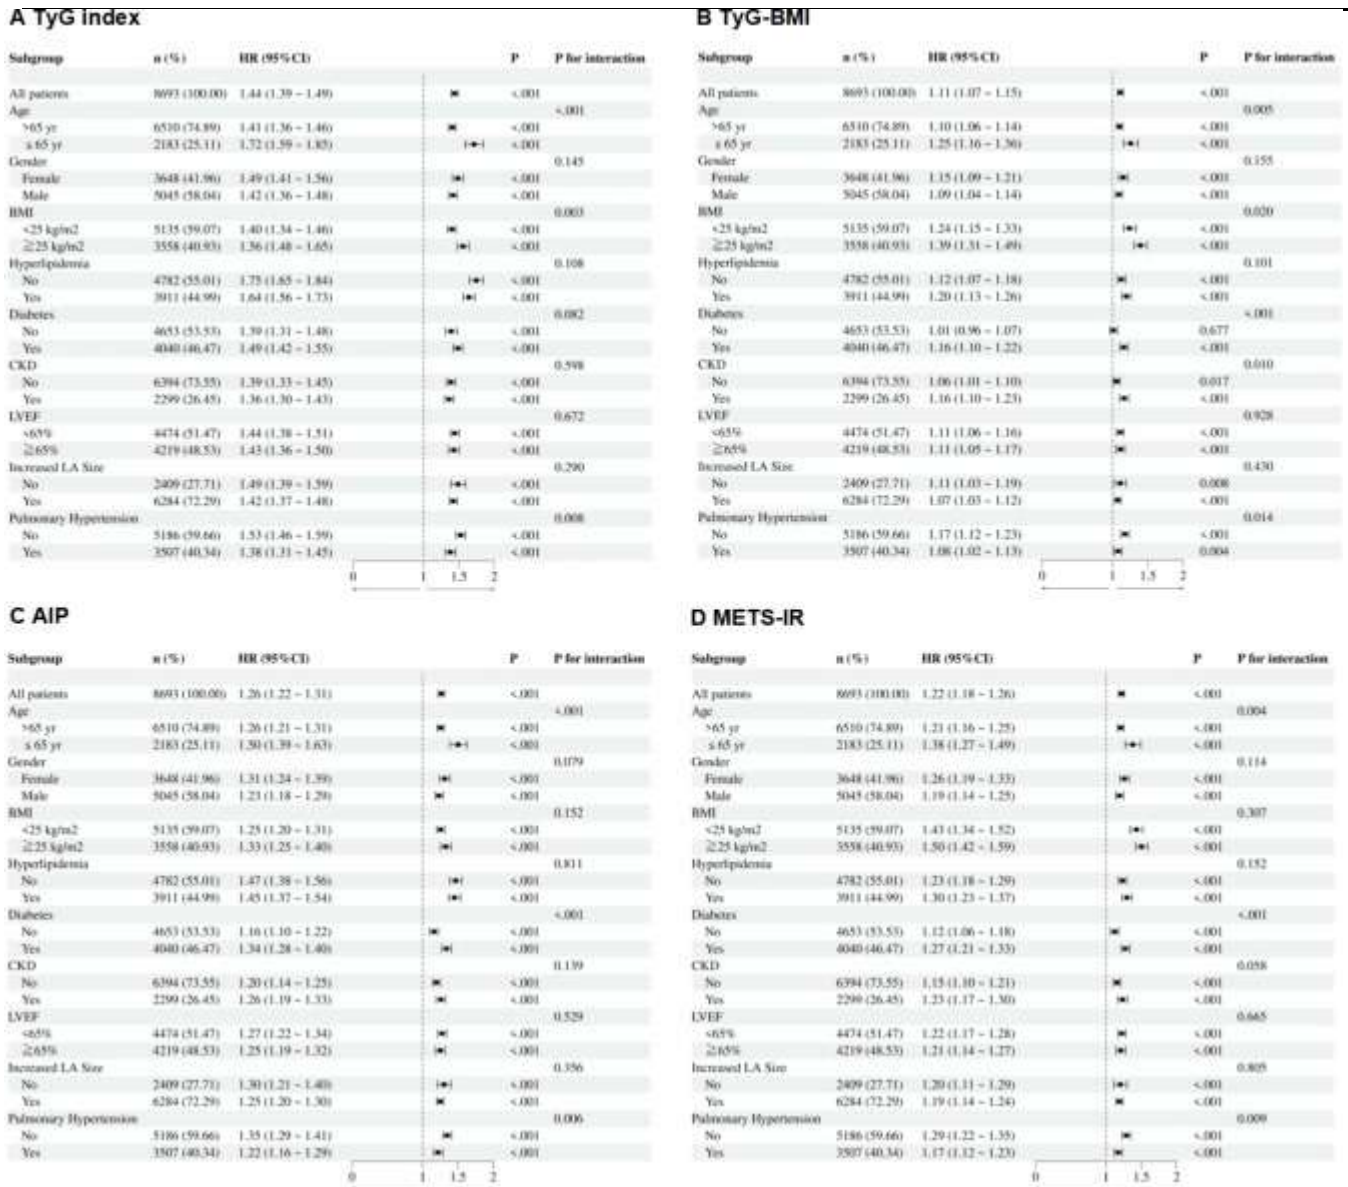 A TyG index
Subgroup n (%) HR (95%CI) P P for interaction
All patients 8693 (100.00) 1.44 (1.39 ~ 1.49) <.001
Age <.001
>65 yr 6510 (74.89) 1.41 (1.36 ~ 1.46) <.001
≤ 65 yr 2183 (25.11) 1.72 (1.59 ~ 1.85) <.001
Gender 0.145
Female 3648 (41.96) 1.49 (1.41 ~ 1.56) <.001
Male 5045 (58.04) 1.42 (1.36 ~ 1.48) <.001
BMI 0.003
<25 kg/m2 5135 (59.07) 1.40 (1.34 ~ 1.46) <.001
≧25 kg/m2 3558 (40.93) 1.56 (1.48 ~ 1.65) <.001
Hyperlipidemia 0.108
No 4782 (55.01) 1.75 (1.65 ~ 1.84) <.001
Yes 3911 (44.99) 1.64 (1.56 ~ 1.73) <.001
Diabetes 0.082
No 4653 (53.53) 1.39 (1.31 ~ 1.48) <.001
Yes 4040 (46.47) 1.49 (1.42 ~ 1.55) <.001
CKD 0.598
No 6394 (73.55) 1.39 (1.33 ~ 1.45) <.001
Yes 2299 (26.45) 1.36 (1.30 ~ 1.43) <.001
LVEF 0.672
<65% 4474 (51.47) 1.44 (1.38 ~ 1.51) <.001
≧65% 4219 (48.53) 1.43 (1.36 ~ 1.50) <.001
Increased LA Size 0.290
No 2409 (27.71) 1.49 (1.39 ~ 1.59) <.001
Yes 6284 (72.29) 1.42 (1.37 ~ 1.48) <.001
Pulmonary Hypertension 0.008
No 5186 (59.66) 1.53 (1.46 ~ 1.59) <.001
Yes 3507 (40.34) 1.38 (1.31 ~ 1.45) <.001
0 1 1.5 2
B TyG-BMI
Subgroup n (%) HR (95%CI) P P for interaction
All patients 8693 (100.00) 1.11 (1.07 ~ 1.15) <.001
Age 0.005
>65 yr 6510 (74.89) 1.10 (1.06 ~ 1.14) <.001
≤ 65 yr 2183 (25.11) 1.25 (1.16 ~ 1.36) <.001
Gender 0.155
Female 3648 (41.96) 1.15 (1.09 ~ 1.21) <.001
Male 5045 (58.04) 1.09 (1.04 ~ 1.14) <.001
BMI 0.020
<25 kg/m2 5135 (59.07) 1.24 (1.15 ~ 1.33) <.001
≧25 kg/m2 3558 (40.93) 1.39 (1.31 ~ 1.49) <.001
Hyperlipidemia 0.101
No 4782 (55.01) 1.12 (1.07 ~ 1.18) <.001
Yes 3911 (44.99) 1.20 (1.13 ~ 1.26) <.001
Diabetes <.001
No 4653 (53.53) 1.01 (0.96 ~ 1.07) 0.677
Yes 4040 (46.47) 1.16 (1.10 ~ 1.22) <.001
CKD 0.010
No 6394 (73.55) 1.06 (1.01 ~ 1.10) 0.017
Yes 2299 (26.45) 1.16 (1.10 ~ 1.23) <.001
LVEF 0.928
<65% 4474 (51.47) 1.11 (1.06 ~ 1.16) <.001
≧65% 4219 (48.53) 1.11 (1.05 ~ 1.17) <.001
Increased LA Size 0.430
No 2409 (27.71) 1.11 (1.03 ~ 1.19) 0.008
Yes 6284 (72.29) 1.07 (1.03 ~ 1.12) <.001
Pulmonary Hypertension 0.014
No 5186 (59.66) 1.17 (1.12 ~ 1.23) <.001
Yes 3507 (40.34) 1.08 (1.02 ~ 1.13) 0.004
0 1 1.5 2
C AIP
Subgroup n (%) HR (95%CI) P P for interaction
All patients 8693 (100.00) 1.26 (1.22 ~ 1.31) <.001
Age <.001
>65 yr 6510 (74.89) 1.26 (1.21 ~ 1.31) <.001
≤ 65 yr 2183 (25.11) 1.50 (1.39 ~ 1.63) <.001
Gender 0.079
Female 3648 (41.96) 1.31 (1.24 ~ 1.39) <.001
Male 5045 (58.04) 1.23 (1.18 ~ 1.29) <.001
BMI 0.152
<25 kg/m2 5135 (59.07) 1.25 (1.20 ~ 1.31) <.001
≧25 kg/m2 3558 (40.93) 1.33 (1.25 ~ 1.40) <.001
Hyperlipidemia 0.811
No 4782 (55.01) 1.47 (1.38 ~ 1.56) <.001
Yes 3911 (44.99) 1.45 (1.37 ~ 1.54) <.001
Diabetes <.001
No 4653 (53.53) 1.16 (1.10 ~ 1.22) <.001
Yes 4040 (46.47) 1.34 (1.28 ~ 1.40) <.001
CKD 0.139
No 6394 (73.55) 1.20 (1.14 ~ 1.25) <.001
Yes 2299 (26.45) 1.26 (1.19 ~ 1.33) <.001
LVEF 0.529
<65% 4474 (51.47) 1.27 (1.22 ~ 1.34) <.001
≧65% 4219 (48.53) 1.25 (1.19 ~ 1.32) <.001
Increased LA Size 0.356
No 2409 (27.71) 1.30 (1.21 ~ 1.40) <.001
Yes 6284 (72.29) 1.25 (1.20 ~ 1.30) <.001
Pulmonary Hypertension 0.006
No 5186 (59.66) 1.35 (1.29 ~ 1.41) <.001
Yes 3507 (40.34) 1.22 (1.16 ~ 1.29) <.001
0 1 1.5 2
D METS-IR
Subgroup n (%) HR (95%CI) P P for interaction
All patients 8693 (100.00) 1.22 (1.18 ~ 1.26) <.001
Age 0.004
>65 yr 6510 (74.89) 1.21 (1.16 ~ 1.25) <.001
≤ 65 yr 2183 (25.11) 1.38 (1.27 ~ 1.49) <.001
Gender 0.114
Female 3648 (41.96) 1.26 (1.19 ~ 1.33) <.001
Male 5045 (58.04) 1.19 (1.14 ~ 1.25) <.001
BMI 0.307
<25 kg/m2 5135 (59.07) 1.43 (1.34 ~ 1.52) <.001
≧25 kg/m2 3558 (40.93) 1.50 (1.42 ~ 1.59) <.001
Hyperlipidemia 0.152
No 4782 (55.01) 1.23 (1.18 ~ 1.29) <.001
Yes 3911 (44.99) 1.30 (1.23 ~ 1.37) <.001
Diabetes <.001
No 4653 (53.53) 1.12 (1.06 ~ 1.18) <.001
Yes 4040 (46.47) 1.27 (1.21 ~ 1.33) <.001
CKD 0.058
No 6394 (73.55) 1.15 (1.10 ~ 1.21) <.001
Yes 2299 (26.45) 1.23 (1.17 ~ 1.30) <.001
LVEF 0.665
<65% 4474 (51.47) 1.22 (1.17 ~ 1.28) <.001
≧65% 4219 (48.53) 1.21 (1.14 ~ 1.27) <.001
Increased LA Size 0.805
No 2409 (27.71) 1.20 (1.11 ~ 1.29) <.001
Yes 6284 (72.29) 1.19 (1.14 ~ 1.24) <.001
Pulmonary Hypertension 0.009
No 5186 (59.66) 1.29 (1.22 ~ 1.35) <.001
Yes 3507 (40.34) 1.17 (1.12 ~ 1.23) <.001
0 1 1.5 2